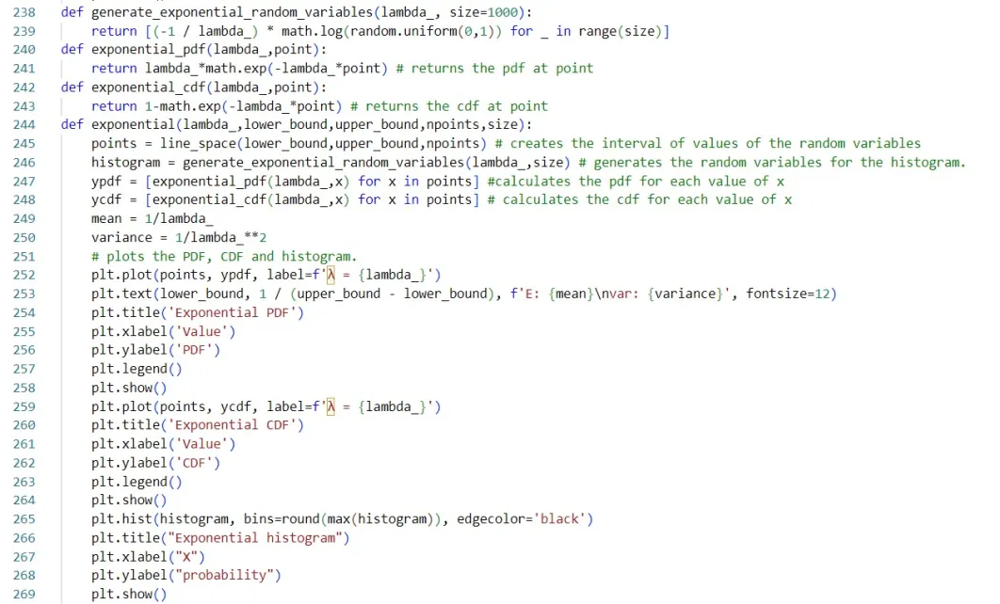 238 def generate_exponential_random_variables(lambda_, size=1000):
239     return [(-1 / lambda_) * math.log(random.uniform(0,1)) for _ in range(size)]
240 def exponential_pdf(lambda_,point):
241     return lambda_*math.exp(-lambda_*point) # returns the pdf at point
242 def exponential_cdf(lambda_,point):
243     return 1-math.exp(-lambda_*point) # returns the cdf at point
244 def exponential(lambda_,lower_bound,upper_bound,npoints,size):
245     points = line_space(lower_bound,upper_bound,npoints) # creates the interval of values of the random variables
246     histogram = generate_exponential_random_variables(lambda_,size) # generates the random variables for the histogram.
247     ypdf = [exponential_pdf(lambda_,x) for x in points] #calculates the pdf for each value of x
248     ycdf = [exponential_cdf(lambda_,x) for x in points] # calculates the cdf for each value of x
249     mean = 1/lambda_
250     variance = 1/lambda_**2
251     # plots the PDF, CDF and histogram.
252     plt.plot(points, ypdf, label=f'λ = {lambda_}')
253     plt.text(lower_bound, 1 / (upper_bound - lower_bound), f'E: {mean}\nvar: {variance}', fontsize=12)
254     plt.title('Exponential PDF')
255     plt.xlabel('Value')
256     plt.ylabel('PDF')
257     plt.legend()
258     plt.show()
259     plt.plot(points, ycdf, label=f'λ = {lambda_}')
260     plt.title('Exponential CDF')
261     plt.xlabel('Value')
262     plt.ylabel('CDF')
263     plt.legend()
264     plt.show()
265     plt.hist(histogram, bins=round(max(histogram)), edgecolor='black')
266     plt.title("Exponential histogram")
267     plt.xlabel("X")
268     plt.ylabel("probability")
269     plt.show()